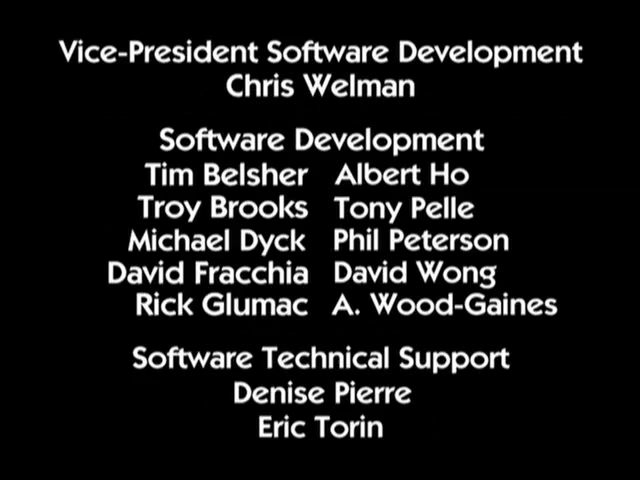 Vice-President Software Development
Chris Welman
Software Development
Tim Belsher Albert Ho
Troy Brooks Tony Pelle
Michael Dyck Phil Peterson
David Fracchia David Wong
Rick Glumac A. Wood-Gaines
Software Technical Support
Denise Pierre
Eric Torin